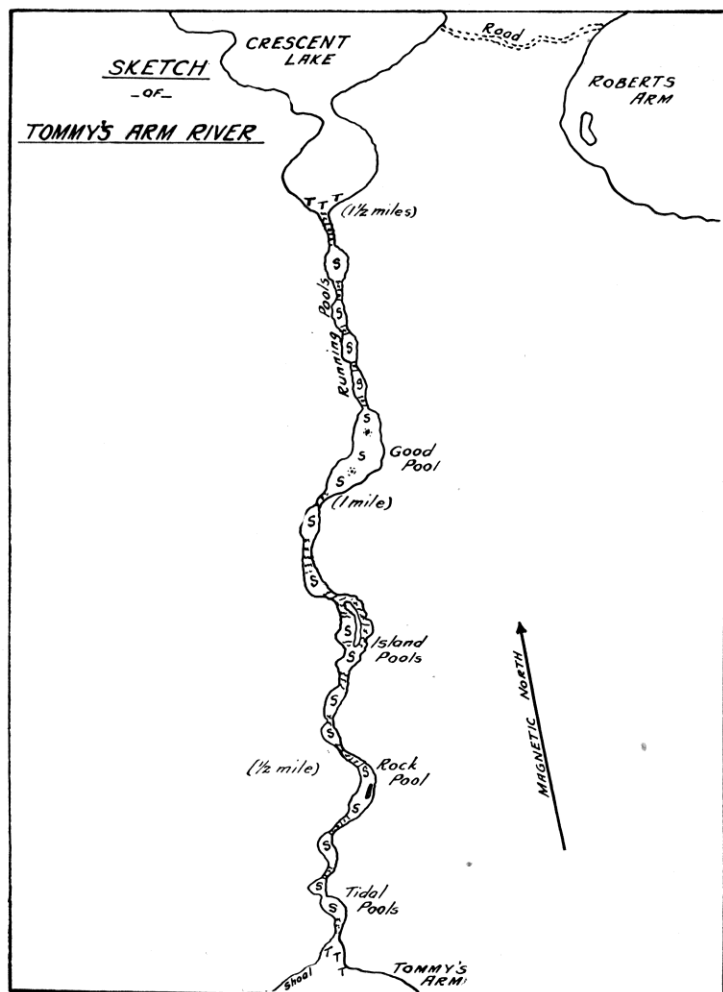 SKETCH
-OF-
TOMMY'S ARM RIVER
CRESCENT
LAKE
Road
ROBERTS
ARM
T T T
(1½ miles)
S
Pools
S
Running
S
S
S
Good
Pool
S
S
(1 mile)
S
S
Island
Pools
S
S
S
S
S
(½ mile)
Rock
Pool
S
S
S
S
Tidal
Pools
S
MAGNETIC NORTH
T
T
T
Shoal
TOMMY'S
ARM